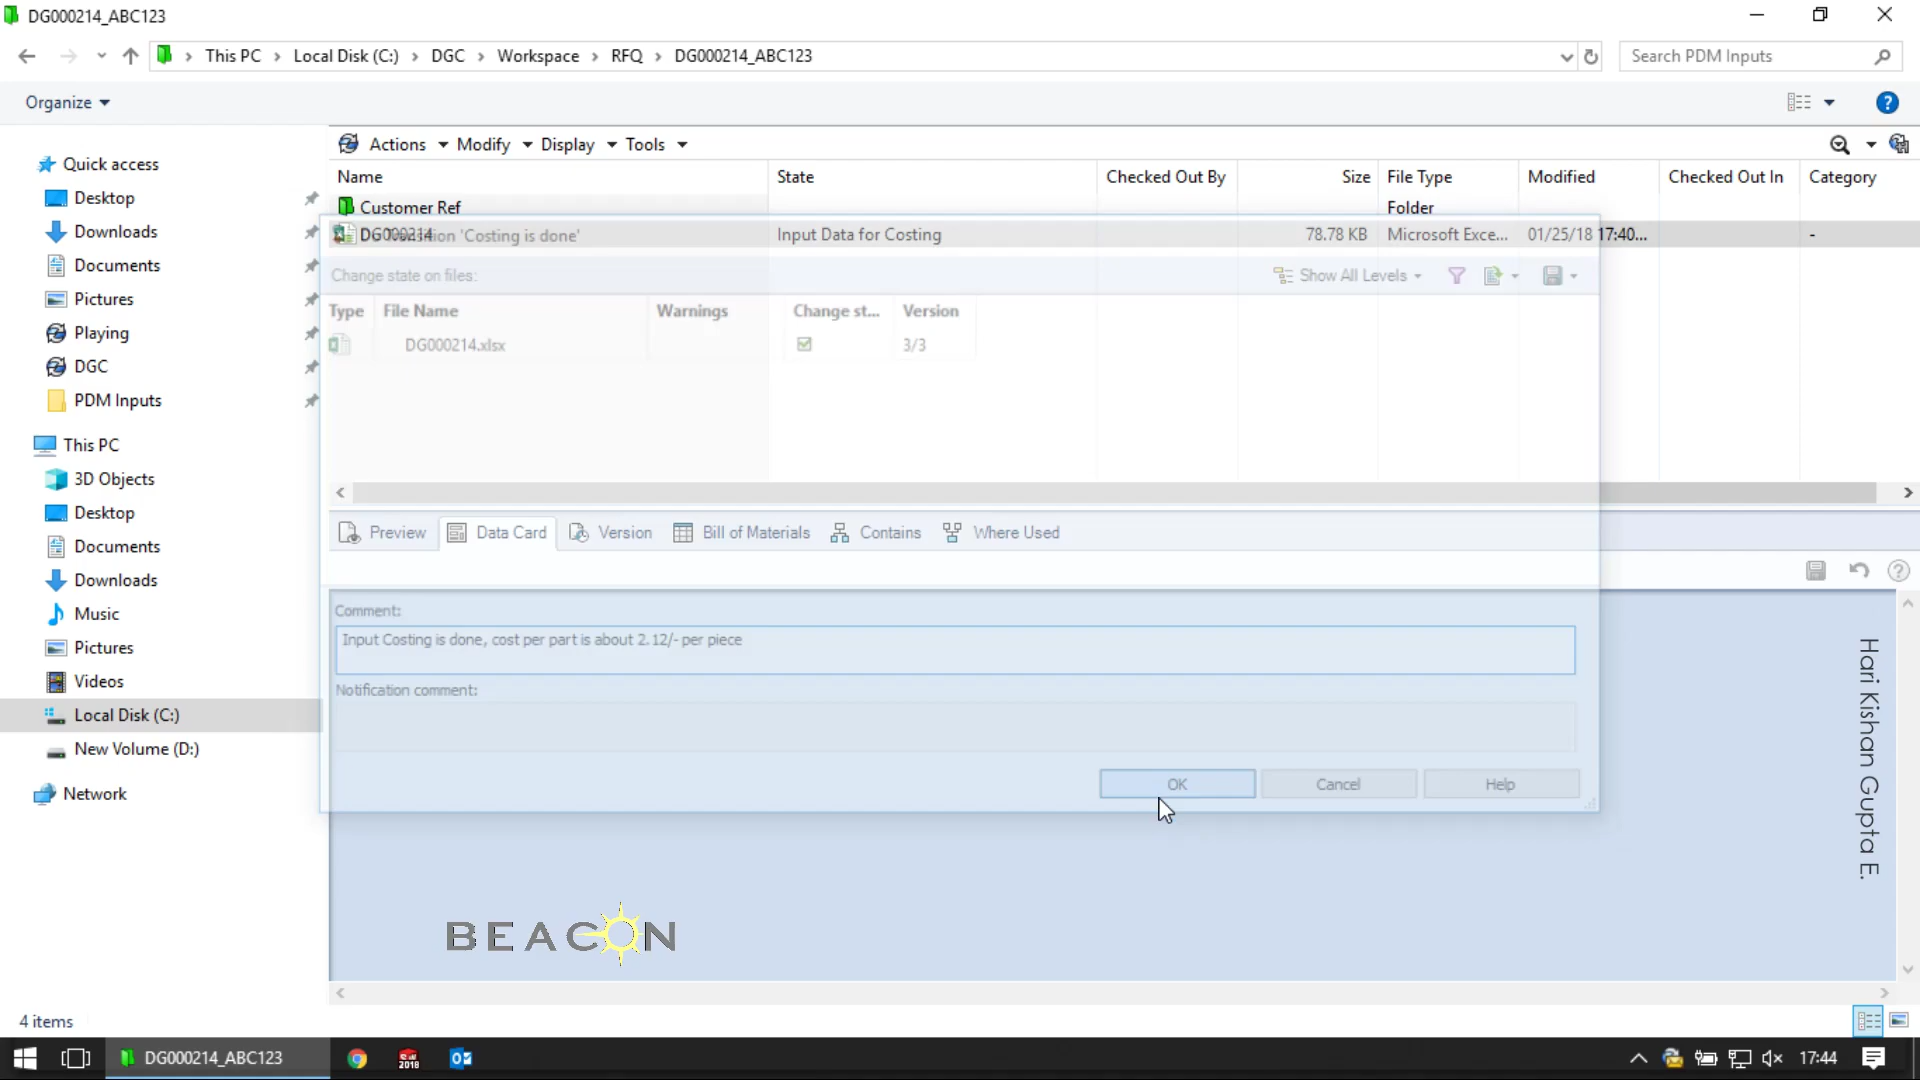 DG000214_ABC123
This PC
Local Disk (C:)
DGC
Workspace
RFQ
DG000214_ABC123
Search PDM Inputs
Organize
Actions
Modify
Display
Tools
Name
State
Checked Out By
Size
File Type
Modified
Checked Out In
Category
Customer Ref
Folder
DG000214
'Costing is done'
Input Data for Costing
78.78 KB
Microsoft Exce...
01/25/18 17:40...
-
Change state on files:
Show All Levels
Type
File Name
Warnings
Change st...
Version
DG000214.xlsx
3/3
Quick access
Desktop
Downloads
Documents
Pictures
Playing
DGC
PDM Inputs
This PC
3D Objects
Desktop
Documents
Downloads
Music
Pictures
Videos
Local Disk (C:)
New Volume (D:)
Network
Preview
Data Card
Version
Bill of Materials
Contains
Where Used
Comment:
Input Costing is done, cost per part is about 2.12/- per piece
Notification comment:
OK
Cancel
Help
Hari Kishan Gupta E.
BEACON
4 items
DG000214_ABC123
SW
2018
17:44